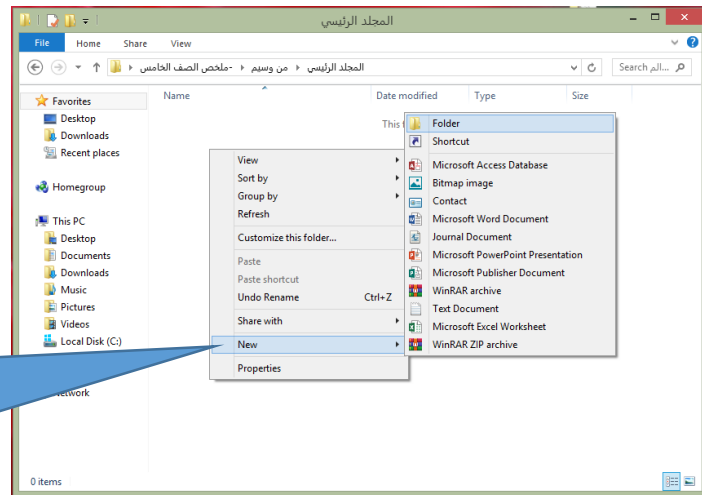 المجلد الرئيسي
File Home Share View
ملخص الصف الخامس- ‹ من وسيم ‹ المجلد الرئيسي
Search الم...
Name Date modified Type Size
This f
Favorites
Desktop
Downloads
Recent places
Homegroup
This PC
Desktop
Documents
Downloads
Music
Pictures
Videos
Local Disk (C:)
etwork
View
Sort by
Group by
Refresh
Customize this folder...
Paste
Paste shortcut
Undo Rename Ctrl+Z
Share with
New
Properties
Folder
Shortcut
Microsoft Access Database
Bitmap image
Contact
Microsoft Word Document
Journal Document
Microsoft PowerPoint Presentation
Microsoft Publisher Document
WinRAR archive
Text Document
Microsoft Excel Worksheet
WinRAR ZIP archive
0 items